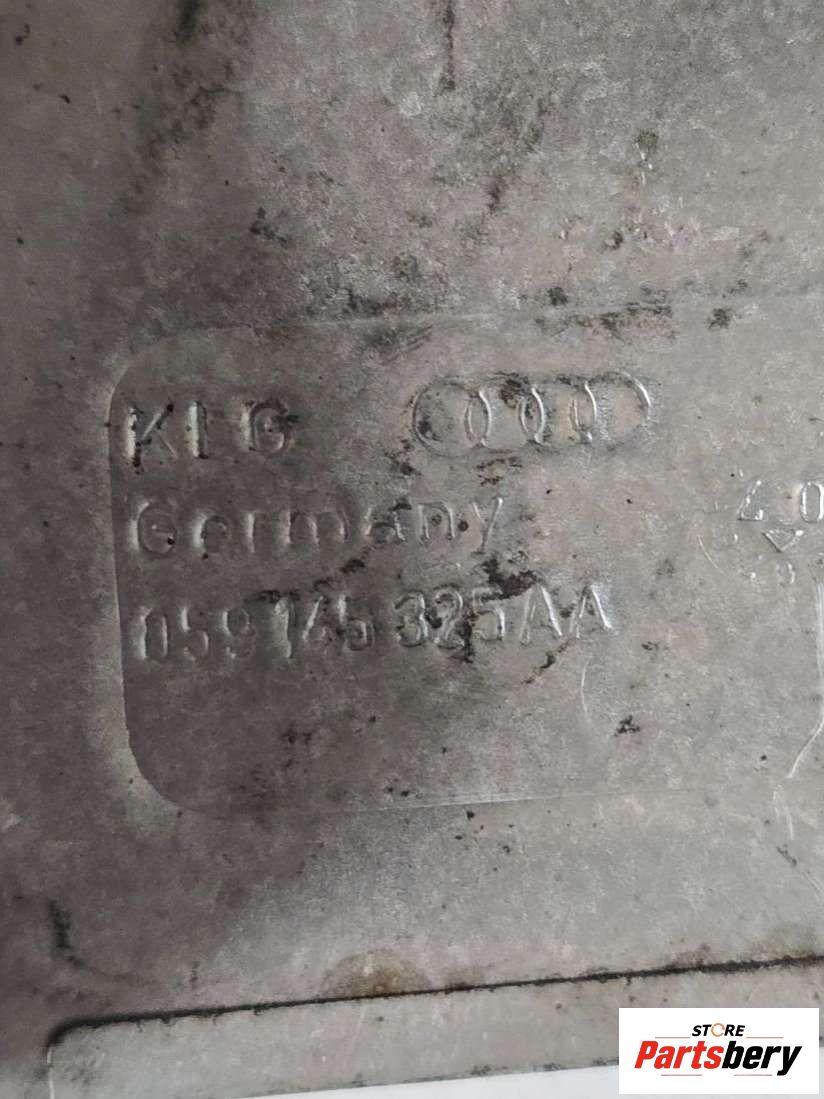 KLG
Germany
059145325AA
STORE
Partsbery